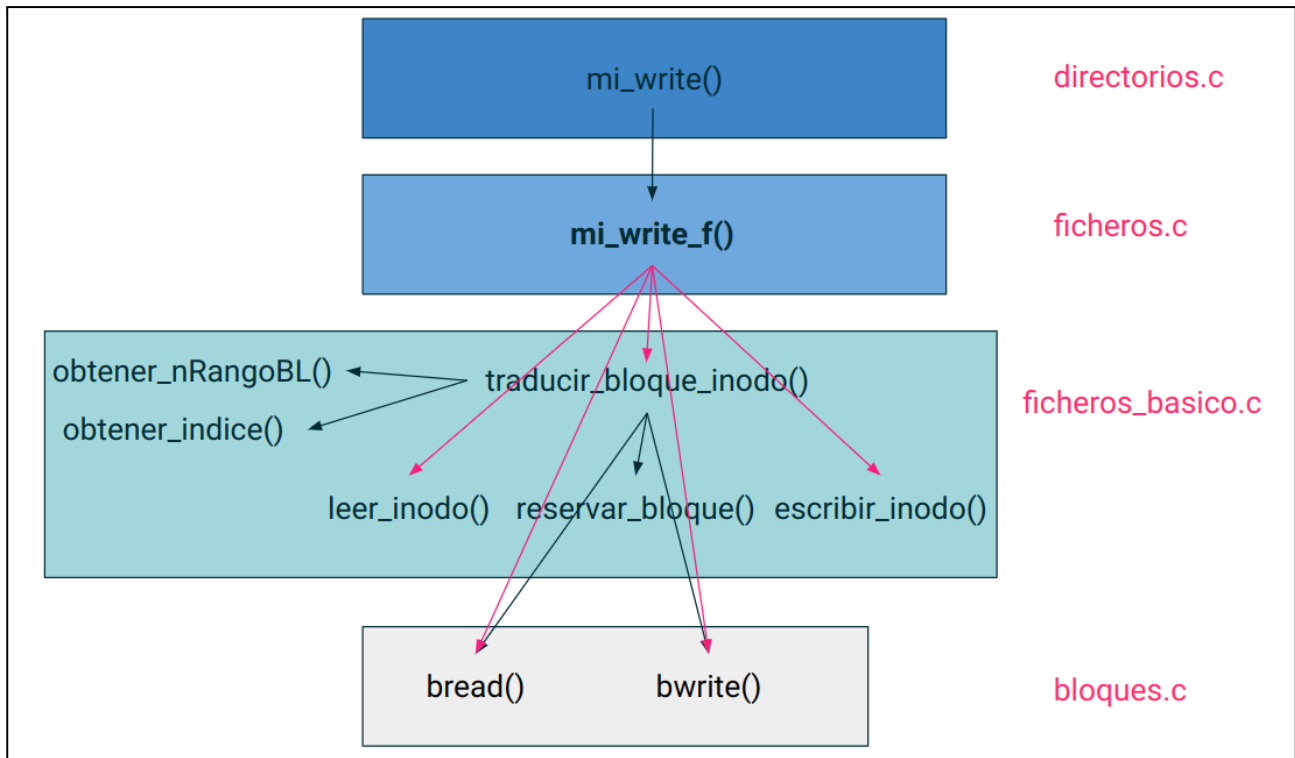 mi_write()
directorios.c
mi_write_f()
ficheros.c
obtener_nRangoBL()
traducir_bloque_inodo()
ficheros_basico.c
obtener_indice()
leer_inodo()
reservar_bloque()
escribir_inodo()
bread()
bwrite()
bloques.c